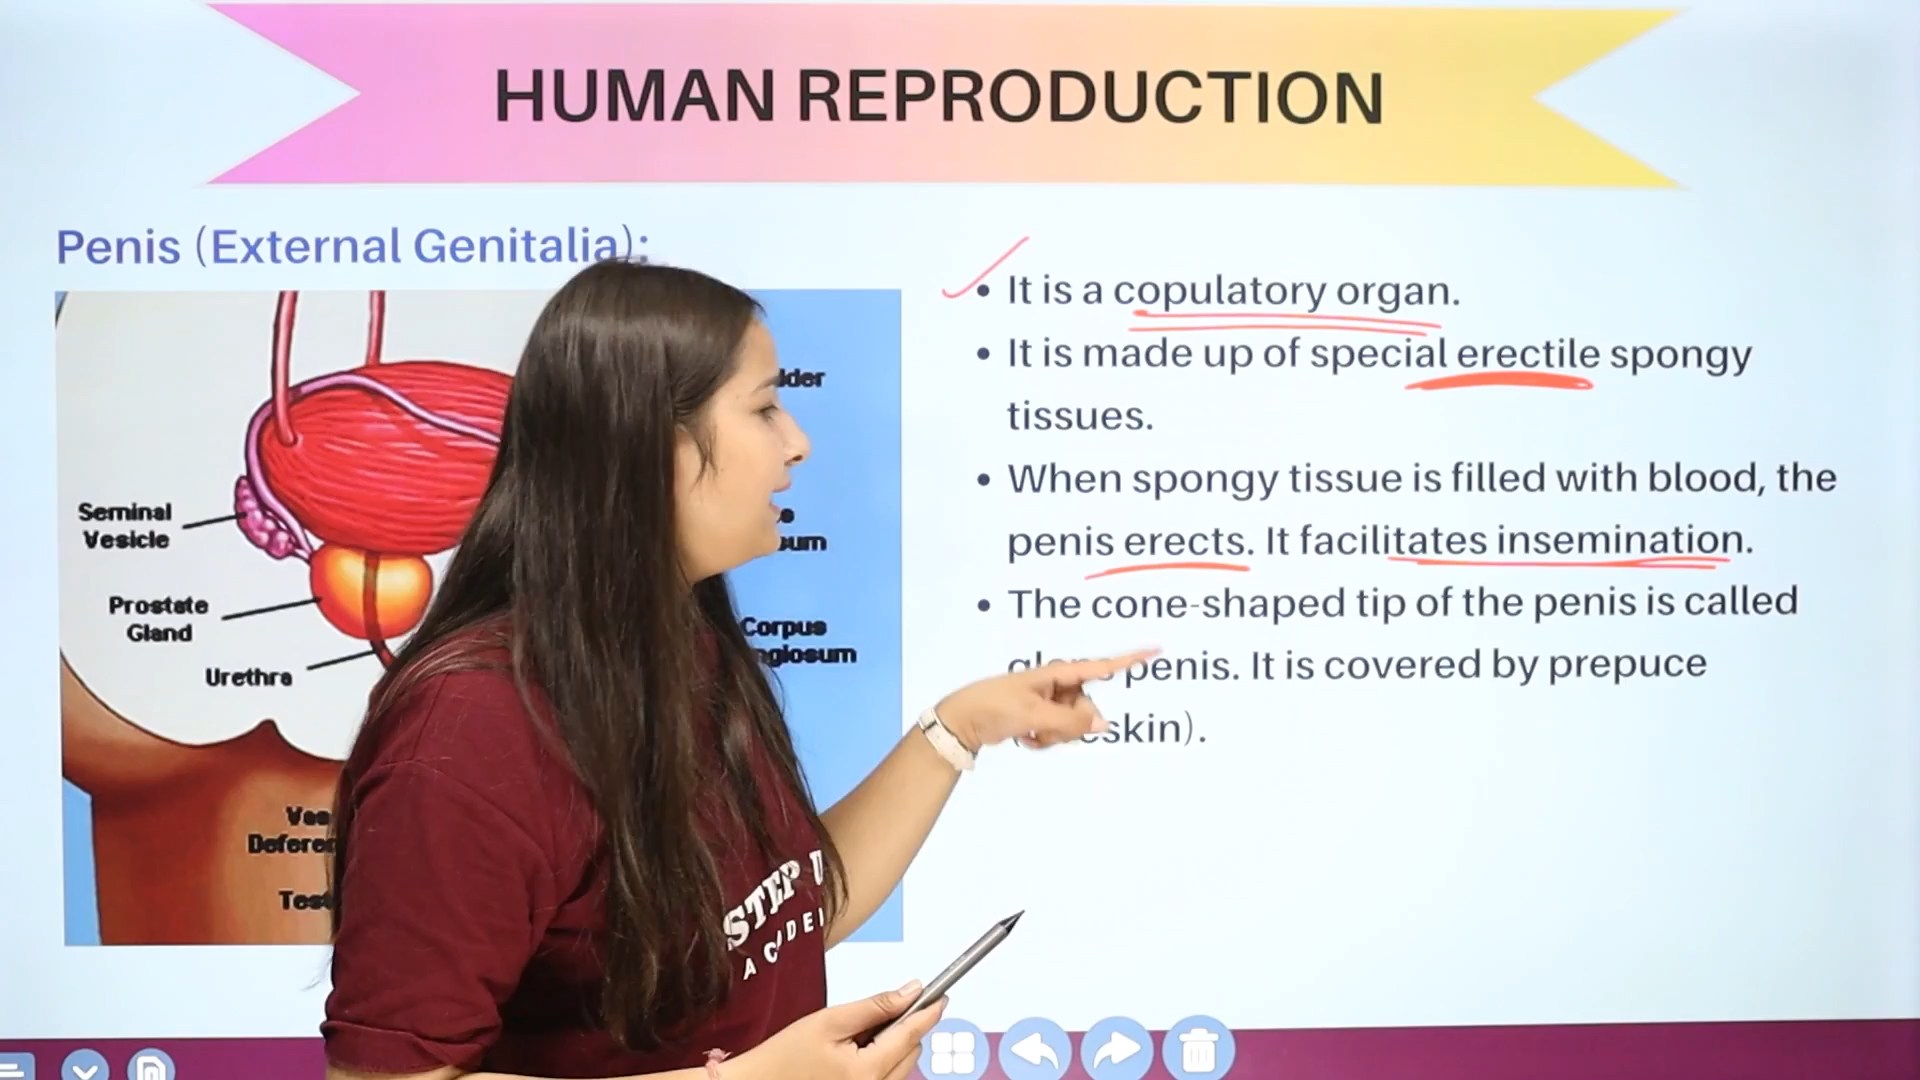 HUMAN REPRODUCTION
Penis (External Genitalia):
• It is a copulatory organ.
• It is made up of special erectile spongy
tissues.
• When spongy tissue is filled with blood, the
penis erects. It facilitates insemination.
• The cone-shaped tip of the penis is called
penis. It is covered by prepuce
Seminal
Vesicle
Prostate
Gland
Urethra
Corpus
STEP